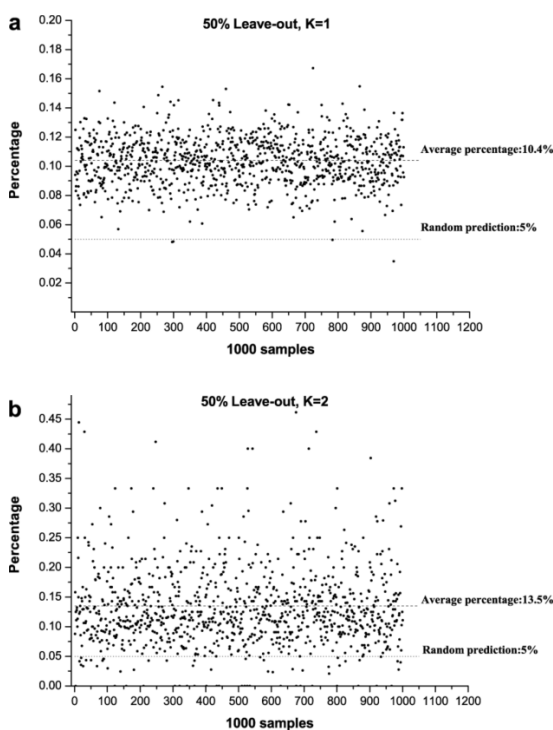 a
50% Leave-out, K=1
Percentage
0.20
0.18
0.16
0.14
0.12
0.10
0.08
0.06
0.04
0.02
Average percentage:10.4%
Random prediction:5%
0 100 200 300 400 500 600 700 800 900 1000 1100 1200
1000 samples
b
50% Leave-out, K=2
Percentage
0.45
0.40
0.35
0.30
0.25
0.20
0.15
0.10
0.05
0.00
Average percentage:13.5%
Random prediction:5%
0 100 200 300 400 500 600 700 800 900 1000 1100 1200
1000 samples